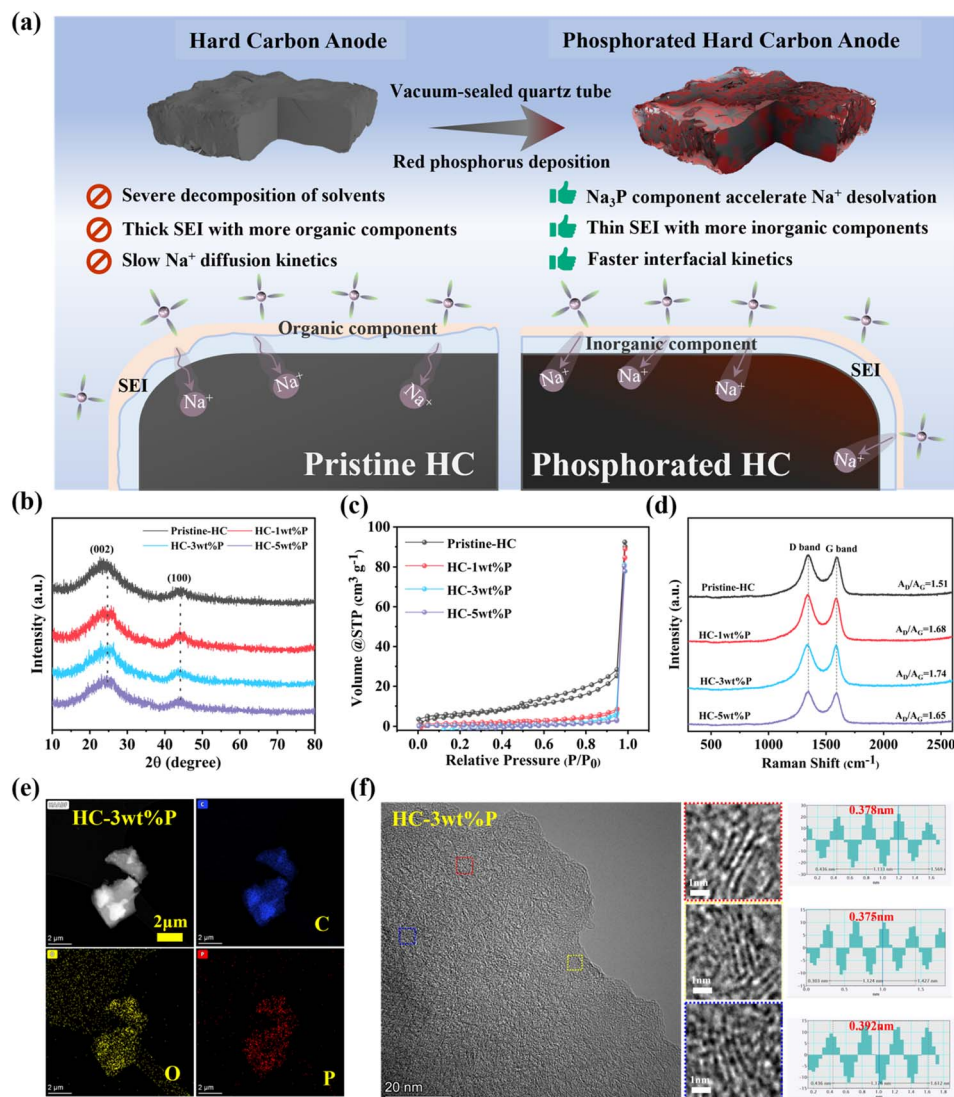 (a)
Hard Carbon Anode
Phosphorated Hard Carbon Anode
Vacuum-sealed quartz tube
Red phosphorus deposition
Severe decomposition of solvents
Thick SEI with more organic components
Slow Na⁺ diffusion kinetics
Na₃P component accelerate Na⁺ desolvation
Thin SEI with more inorganic components
Faster interfacial kinetics
Organic component
SEI
Na⁺
Na⁺
Na⁺
Pristine HC
Inorganic component
SEI
Na⁺
Na⁺
Na⁺
Na⁺
Phosphorated HC
(b)
Pristine-HC
HC-1wt%P
HC-3wt%P
HC-5wt%P
(002)
(100)
Intensity (a.u.)
10 20 30 40 50 60 70 80
2θ (degree)
(c)
100
80
60
40
20
0
Pristine-HC
HC-1wt%P
HC-3wt%P
HC-5wt%P
Volume @STP (cm³ g⁻¹)
0.0 0.2 0.4 0.6 0.8 1.0
Relative Pressure (P/P₀)
(d)
D band
G band
Pristine-HC
A_D/A_G=1.51
HC-1wt%P
A_D/A_G=1.68
HC-3wt%P
A_D/A_G=1.74
HC-5wt%P
A_D/A_G=1.65
Intensity (a.u.)
500 1000 1500 2000 2500
Raman Shift (cm⁻¹)
(e)
HC-3wt%P
2μm
2 μm
C
C
2 μm
O
2 μm
P
P
2 μm
(f)
HC-3wt%P
20 nm
1nm
1nm
1nm
0.378nm
0.375nm
0.392nm